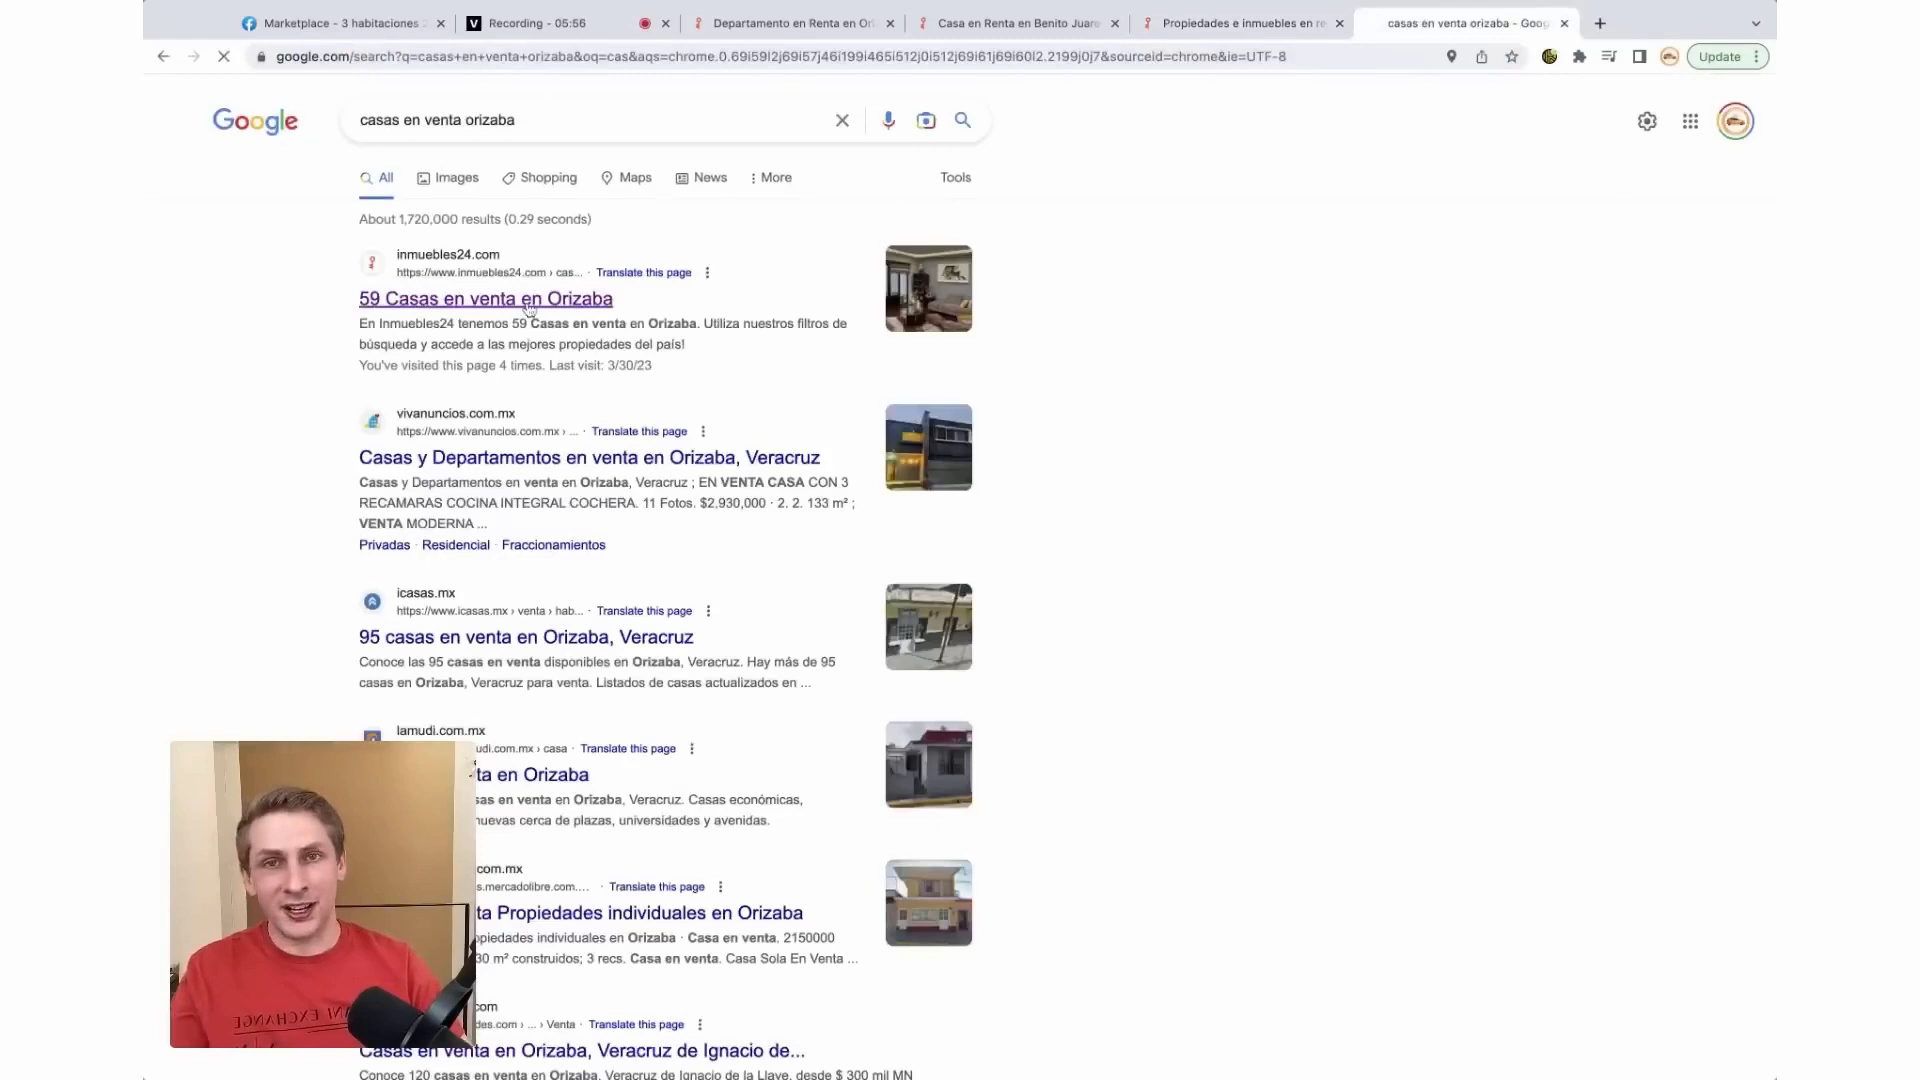 Marketplace - 3 habitaciones
Recording - 05:56
Departamento en Renta en Ori
Casa en Renta en Benito Juare
Propiedades e inmuebles en re
casas en venta orizaba - Goog
google.com/search?q=casas+en+venta+orizaba&oq=cas&aqs=chrome.0.69i59l2j69i57j46i199i465i512j0i512j69i61j69i60l2.2199j0j7&sourceid=chrome&ie=UTF-8
Update
Google
casas en venta orizaba
All
Images
Shopping
Maps
News
More
Tools
About 1,720,000 results (0.29 seconds)
inmuebles24.com
https://www.inmuebles24.com › cas... · Translate this page
59 Casas en venta en Orizaba
En Inmuebles24 tenemos 59 Casas en venta en Orizaba. Utiliza nuestros filtros de
búsqueda y accede a las mejores propiedades del país!
You've visited this page 4 times. Last visit: 3/30/23
vivanuncios.com.mx
https://www.vivanuncios.com.mx › ... · Translate this page
Casas y Departamentos en venta en Orizaba, Veracruz
Casas y Departamentos en venta en Orizaba, Veracruz ; EN VENTA CASA CON 3
RECAMARAS COCINA INTEGRAL COCHERA. 11 Fotos. $2,930,000 · 2. 2. 133 m² ;
VENTA MODERNA ...
Privadas · Residencial · Fraccionamientos
icasas.mx
https://www.icasas.mx › venta › hab... · Translate this page
95 casas en venta en Orizaba, Veracruz
Conoce las 95 casas en venta disponibles en Orizaba, Veracruz. Hay más de 95
casas en Orizaba, Veracruz para venta. Listados de casas actualizados en ...
lamudi.com.mx
udi.com.mx › casa · Translate this page
ta en Orizaba
sas en venta en Orizaba, Veracruz. Casas económicas,
nuevas cerca de plazas, universidades y avenidas.
com.mx
s.mercadolibre.com.... · Translate this page
ta Propiedades individuales en Orizaba
opiedades individuales en Orizaba · Casa en venta. 2150000
30 m² construidos; 3 recs. Casa en venta. Casa Sola En Venta ...
com
des.com › ... › Venta · Translate this page
Casas en venta en Orizaba, Veracruz de Ignacio de...
Conoce 120 casas en venta en Orizaba, Veracruz de Ignacio de la Llave, desde $ 300 mil MN